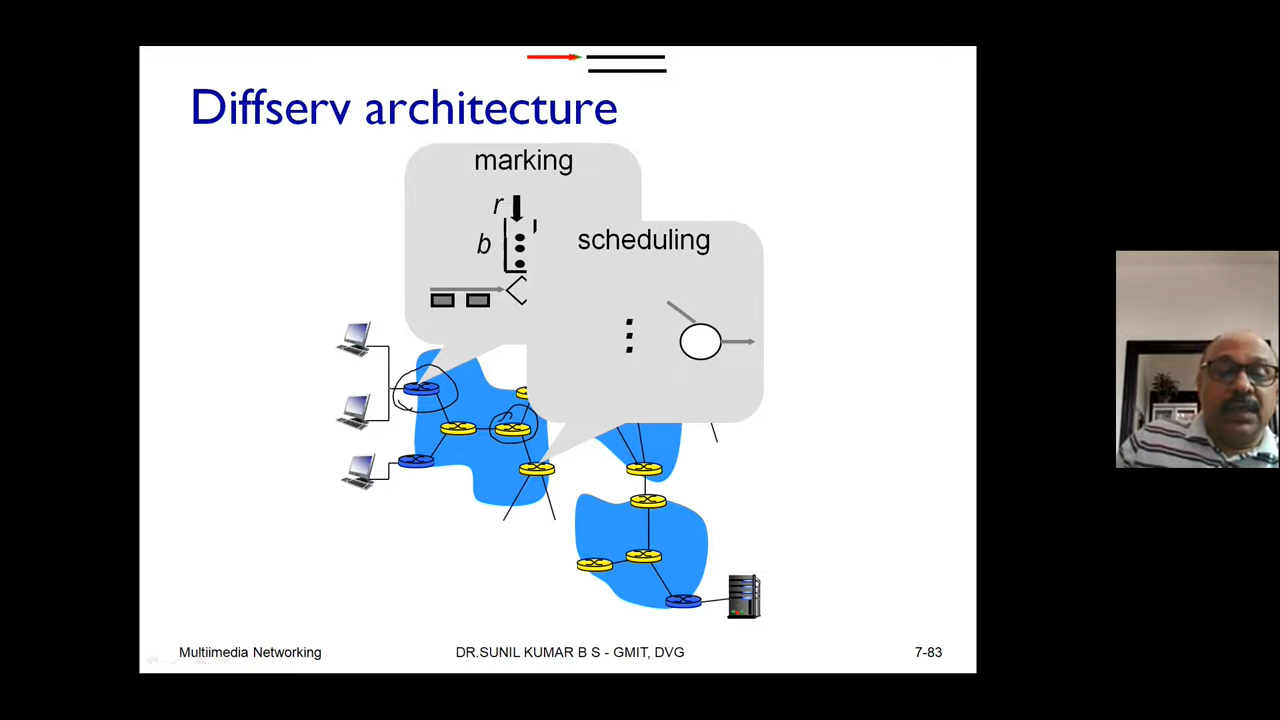 Diffserv architecture
marking
r
b
scheduling
Multiimedia Networking
DR.SUNIL KUMAR B S - GMIT, DVG
7-83